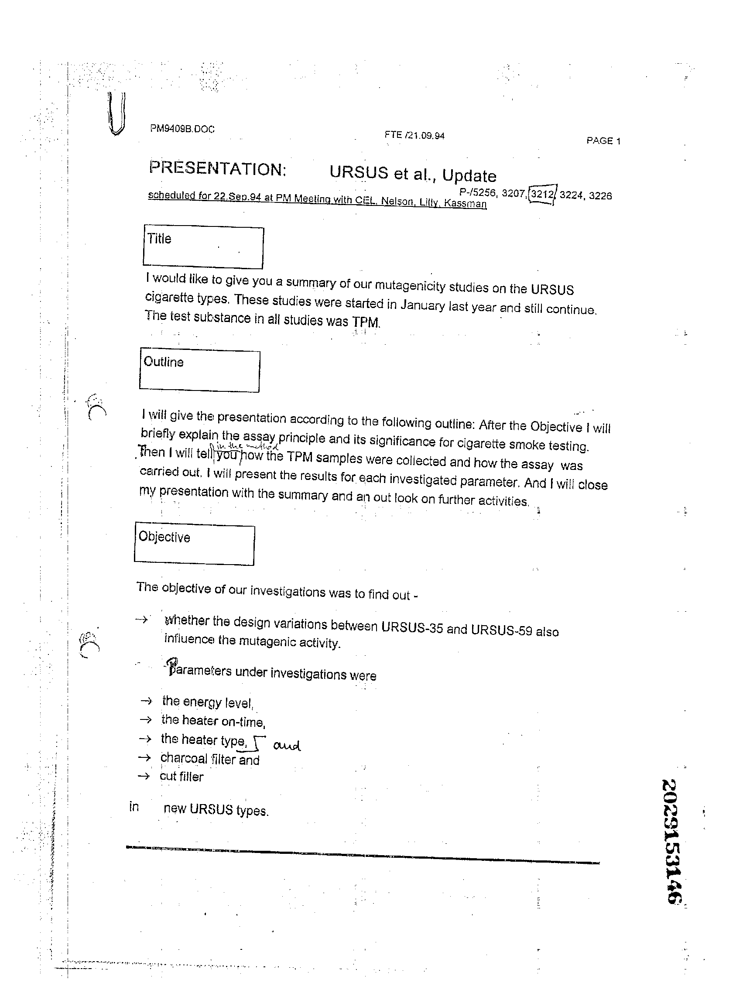 PM9409B.DOC FTE /21.09.94 PAGE 1
PRESENTATION: URSUS et al., Update
P-/5256, 3207, 3212, 3224, 3226
scheduled for 22.Sep.94 at PM Meeting with CEL, Nelson, Lilly, Kassman
Title
I would like to give you a summary of our mutagenicity studies on the URSUS
cigarette types. These studies were started in January last year and still continue.
The test substance in all studies was TPM.
Outline
I will give the presentation according to the following outline: After the Objective I will
briefly explain the assay principle and its significance for cigarette smoke testing.
in the method
Then I will tell you how the TPM samples were collected and how the assay was
carried out. I will present the results for each investigated parameter. And I will close
my presentation with the summary and an out look on further activities.
Objective
The objective of our investigations was to find out -
→ whether the design variations between URSUS-35 and URSUS-59 also
influence the mutagenic activity.
Parameters under investigations were
→ the energy level,
→ the heater on-time,
→ the heater type, and
→ charcoal filter and
→ cut filler
in new URSUS types.
2029153146